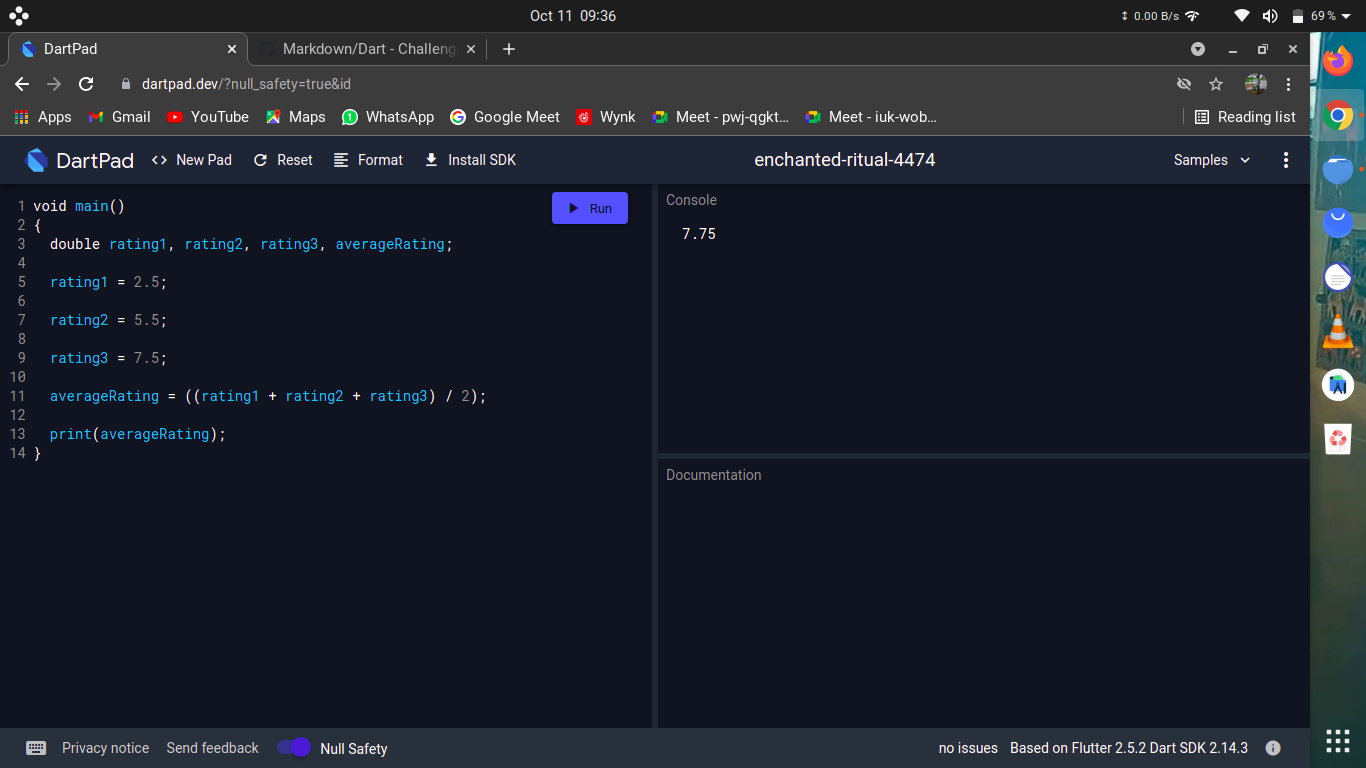 Oct 11 09:36
0.00 B/s
69 %
DartPad
Markdown/Dart - Challeng
dartpad.dev/?null_safety=true&id
Apps Gmail YouTube Maps WhatsApp Google Meet Wynk Meet - pwj-qgkt... Meet - iuk-wob... Reading list
DartPad <> New Pad Reset Format Install SDK enchanted-ritual-4474 Samples
Run
1 void main()
2 {
3 double rating1, rating2, rating3, averageRating;
4
5 rating1 = 2.5;
6
7 rating2 = 5.5;
8
9 rating3 = 7.5;
10
11 averageRating = ((rating1 + rating2 + rating3) / 2);
12
13 print(averageRating);
14 }
Console
7.75
Documentation
Privacy notice Send feedback Null Safety no issues Based on Flutter 2.5.2 Dart SDK 2.14.3